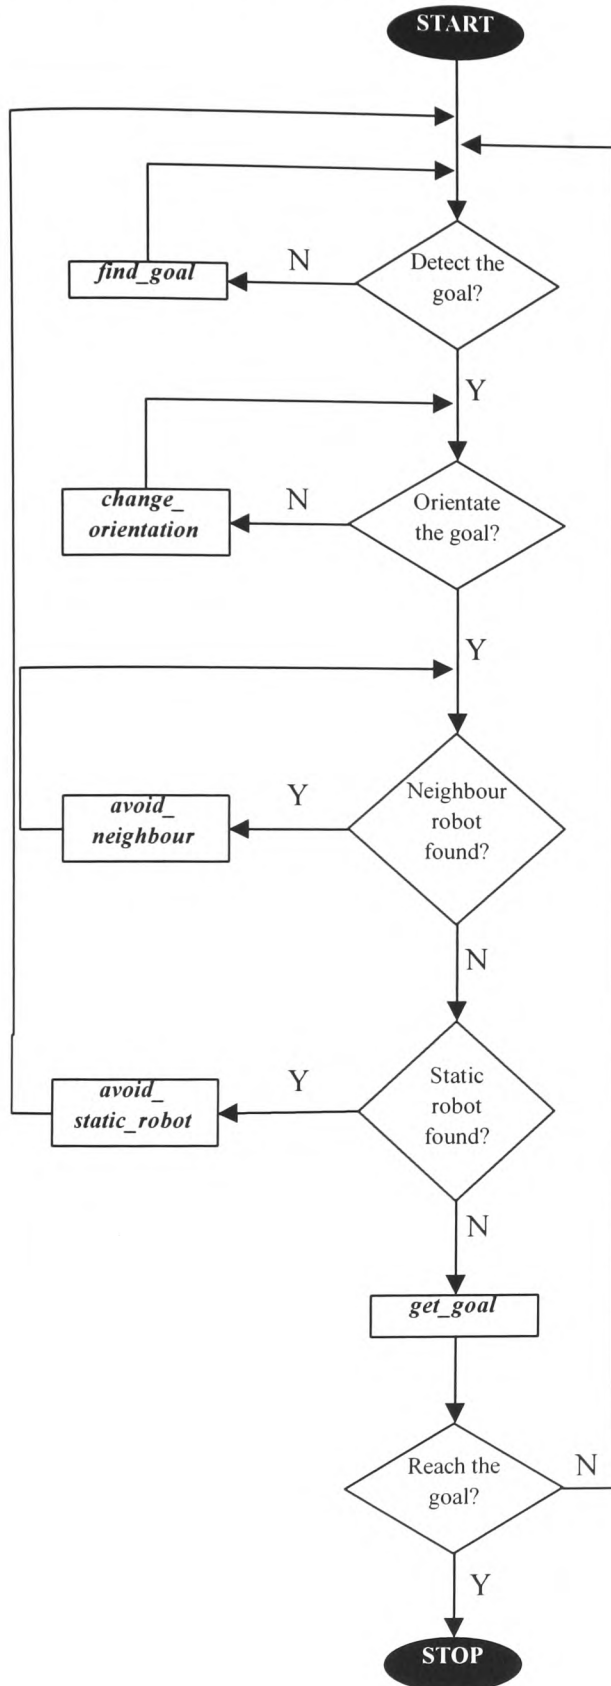 START
Detect the
goal?
N
find_goal
Y
Orientate
the goal?
N
change_
orientation
Y
Neighbour
robot
found?
Y
avoid_
neighbour
N
Static
robot
found?
Y
avoid_
static_robot
N
get_goal
Reach the
goal?
N
Y
STOP